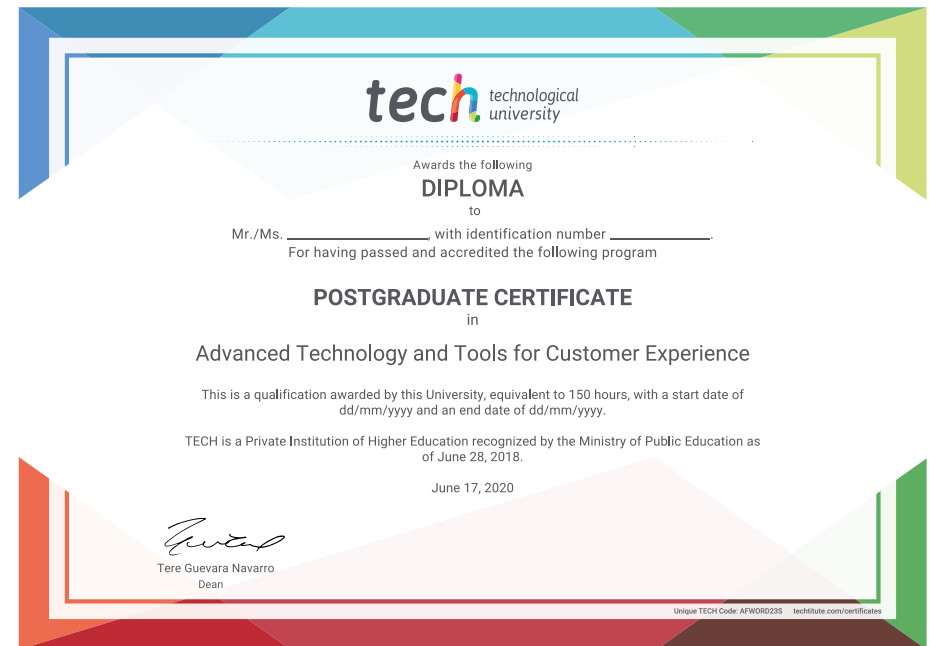 tech technological
university
Awards the following
DIPLOMA
to
Mr./Ms. ____________________, with identification number ______________.
For having passed and accredited the following program
POSTGRADUATE CERTIFICATE
in
Advanced Technology and Tools for Customer Experience
This is a qualification awarded by this University, equivalent to 150 hours, with a start date of
dd/mm/yyyy and an end date of dd/mm/yyyy.
TECH is a Private Institution of Higher Education recognized by the Ministry of Public Education as
of June 28, 2018.
June 17, 2020
Tere Guevara Navarro
Dean
Unique TECH Code: AFWORD23S techtitute.com/certificates